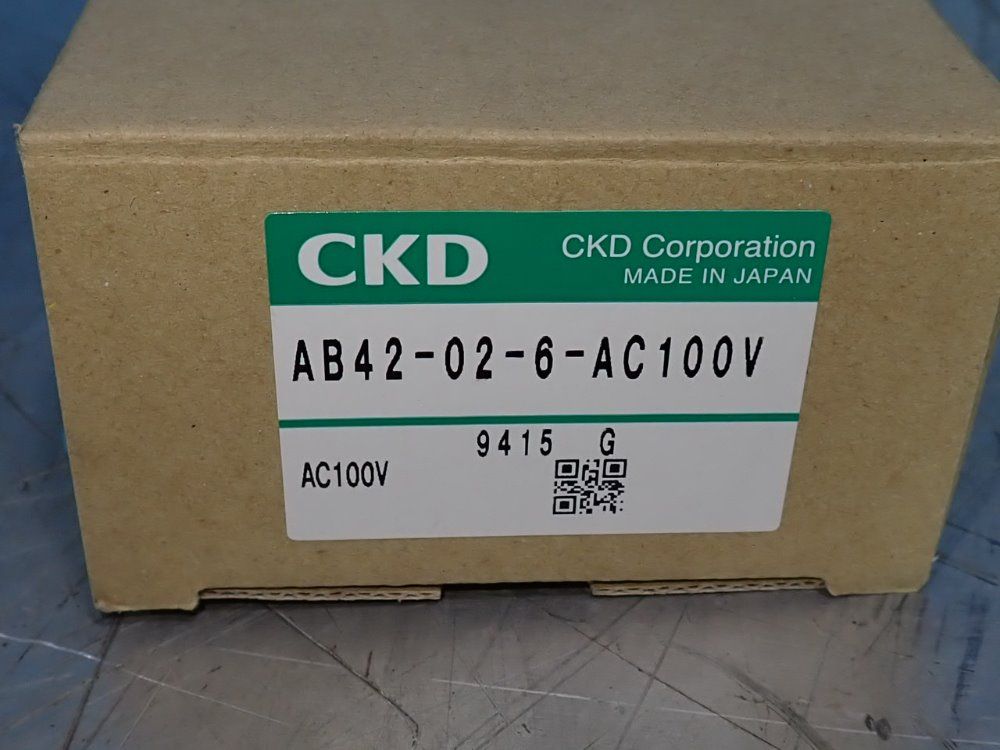 CKD
CKD Corporation
MADE IN JAPAN
AB42-02-6-AC100V
9415 G
AC100V